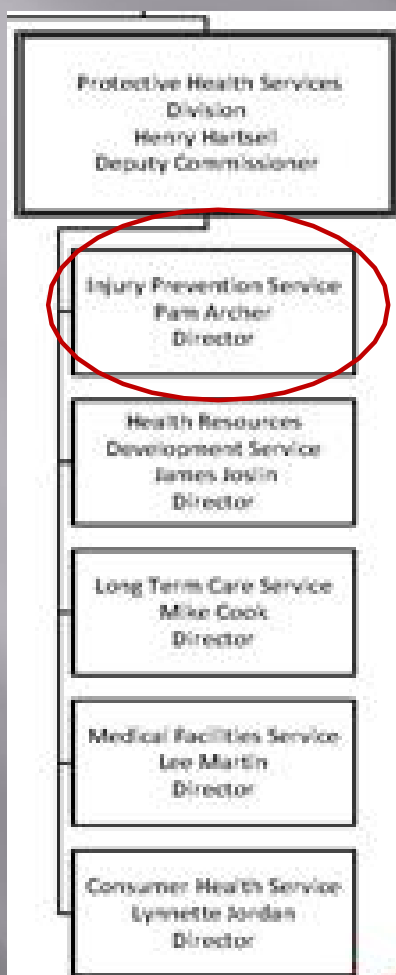 Protective Health Services
Division
Henry Hartsell
Deputy Commissioner
Injury Prevention Service
Pam Archer
Director
Health Resources
Development Service
James Joslin
Director
Long Term Care Service
Mike Cook
Director
Medical Facilities Service
Lee Martin
Director
Consumer Health Service
Lynnette Jordan
Director